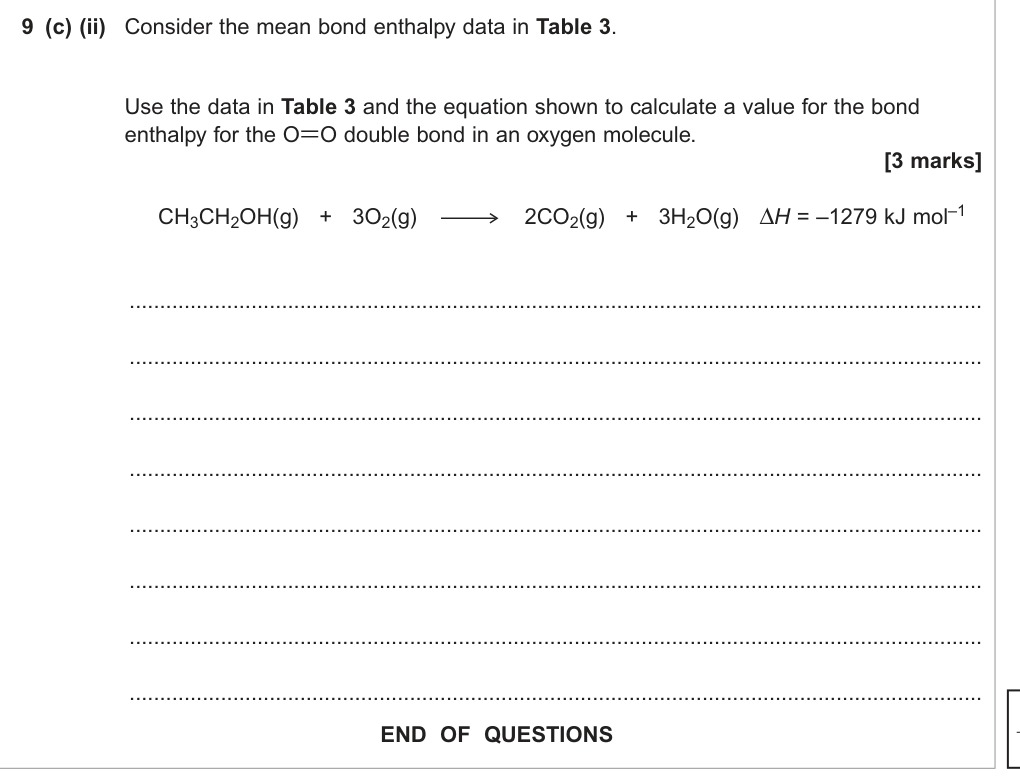 9 (c) (ii) Consider the mean bond enthalpy data in Table 3.
Use the data in Table 3 and the equation shown to calculate a value for the bond
enthalpy for the O=O double bond in an oxygen molecule.
[3 marks]
CH₃CH₂OH(g) + 3O₂(g) ⟶ 2CO₂(g) + 3H₂O(g) ΔH = –1279 kJ mol⁻¹
END OF QUESTIONS